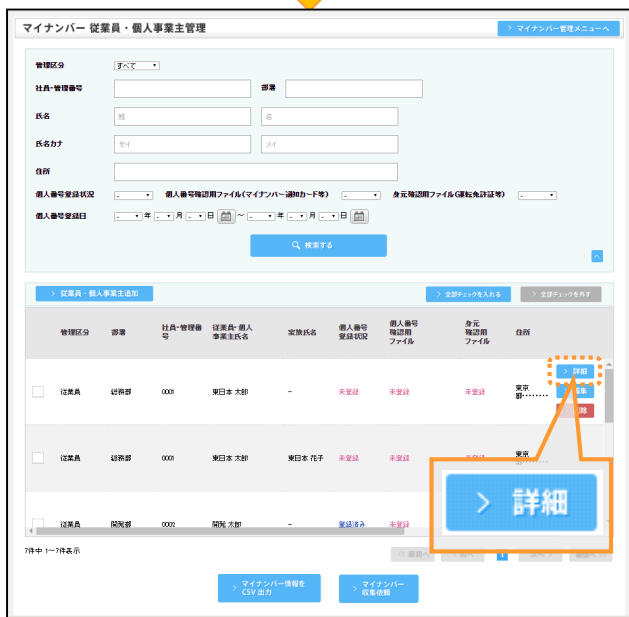 マイナンバー 従業員・個人事業主管理
> マイナンバー管理メニューへ
管理区分 すべて
社員・管理番号 部署
氏名 姓 名
氏名カナ セイ メイ
住所
個人番号登録状況 - 個人番号確認用ファイル(マイナンバー通知カード等) - 身元確認用ファイル(運転免許証等) -
個人番号登録日 - 年 - 月 - 日 ~ - 年 - 月 - 日
検索する
> 従業員・個人事業主追加
> 全部チェックを入れる
> 全部チェックを外す
管理区分 部署 社員・管理番号 従業員・個人事業主氏名 家族氏名 個人番号登録状況 個人番号確認用ファイル 身元確認用ファイル 住所
従業員 総務部 0001 東日本 太郎 - 未登録 未登録 未登録 東京都………
> 詳細
従業員 総務部 0001 東日本 太郎 東日本 花子 未登録 未登録 東京
> 詳細
従業員 開発部 0002 開発 太郎 - 登録済み 未登録
7件中 1~7件表示
1
> マイナンバー情報を
CSV 出力
> マイナンバー
収集依頼